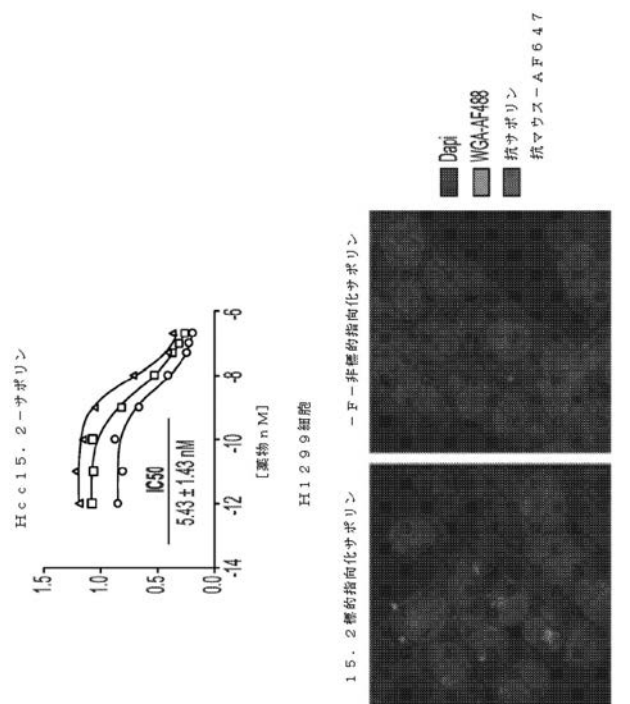 Hcc15.2-サポリン
1.5
1.0
0.5
0.0
IC50
5.43 ± 1.43 nM
-14
-12
-10
-8
-6
[薬物nM]
H1299細胞
15.2標的指向化サポリン
-F-非標的指向化サポリン
Dapi
WGA-AF488
抗サポリン
抗マウス-AF647